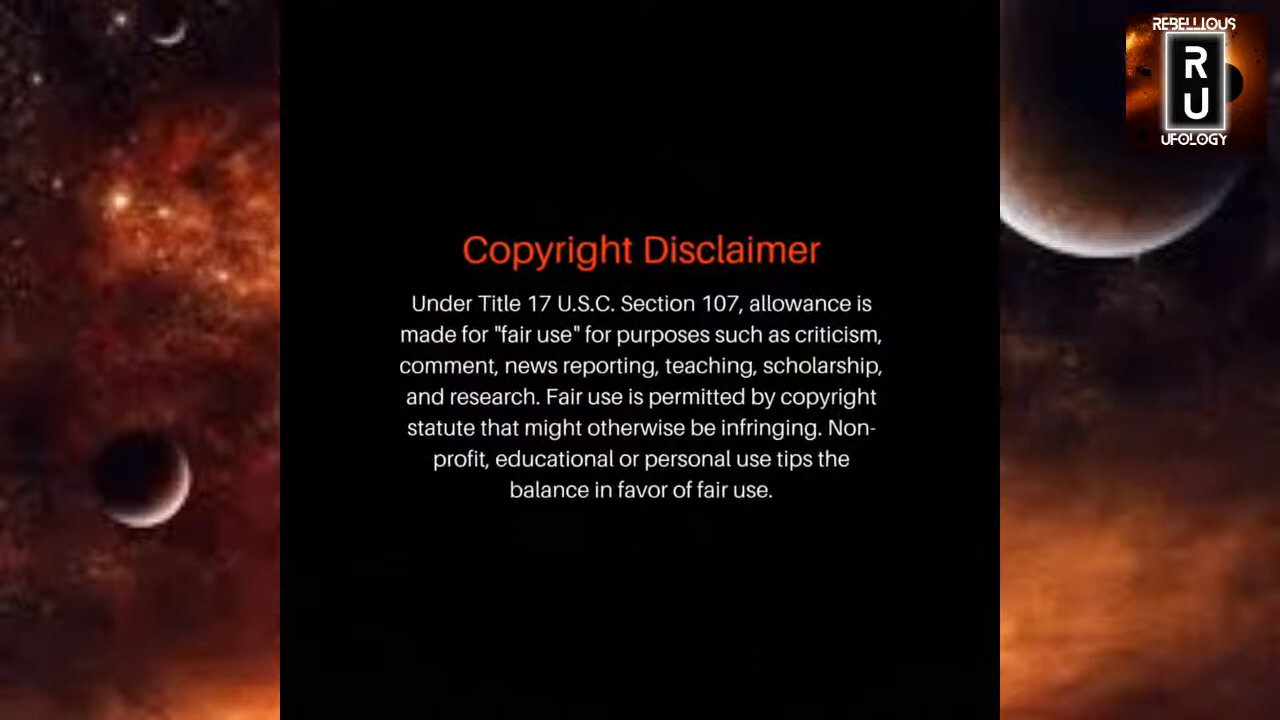 REBELLIOUS
R
U
UFOLOGY
Copyright Disclaimer
Under Title 17 U.S.C. Section 107, allowance is
made for "fair use" for purposes such as criticism,
comment, news reporting, teaching, scholarship,
and research. Fair use is permitted by copyright
statute that might otherwise be infringing. Non-
profit, educational or personal use tips the
balance in favor of fair use.